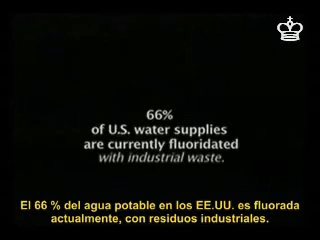 66%
of U.S. water supplies
are currently fluoridated
with industrial waste.
El 66 % del agua potable en los EE.UU. es fluorada
actualmente, con residuos industriales.